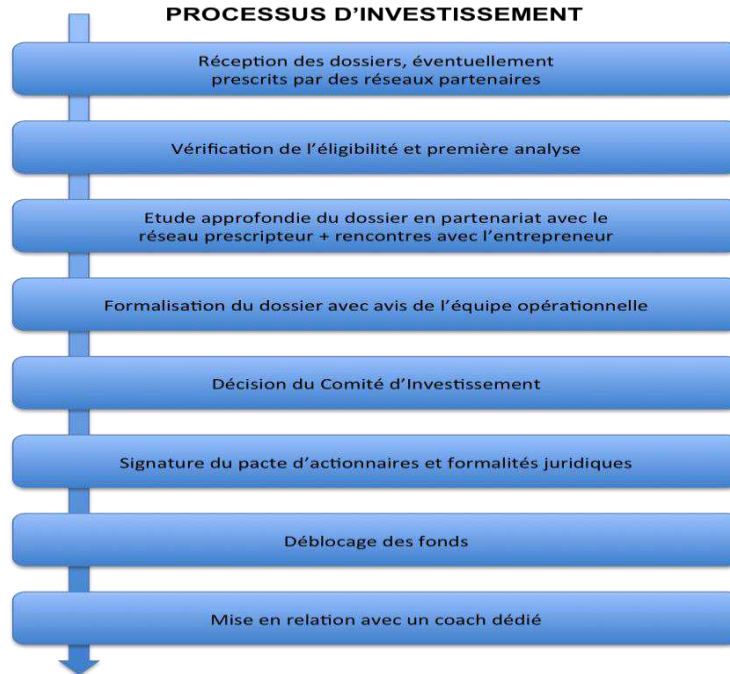 PROCESSUS D’INVESTISSEMENT
Réception des dossiers, éventuellement
prescrits par des réseaux partenaires
Vérification de l’éligibilité et première analyse
Etude approfondie du dossier en partenariat avec le
réseau prescripteur + rencontres avec l’entrepreneur
Formalisation du dossier avec avis de l’équipe opérationnelle
Décision du Comité d’Investissement
Signature du pacte d’actionnaires et formalités juridiques
Déblocage des fonds
Mise en relation avec un coach dédié